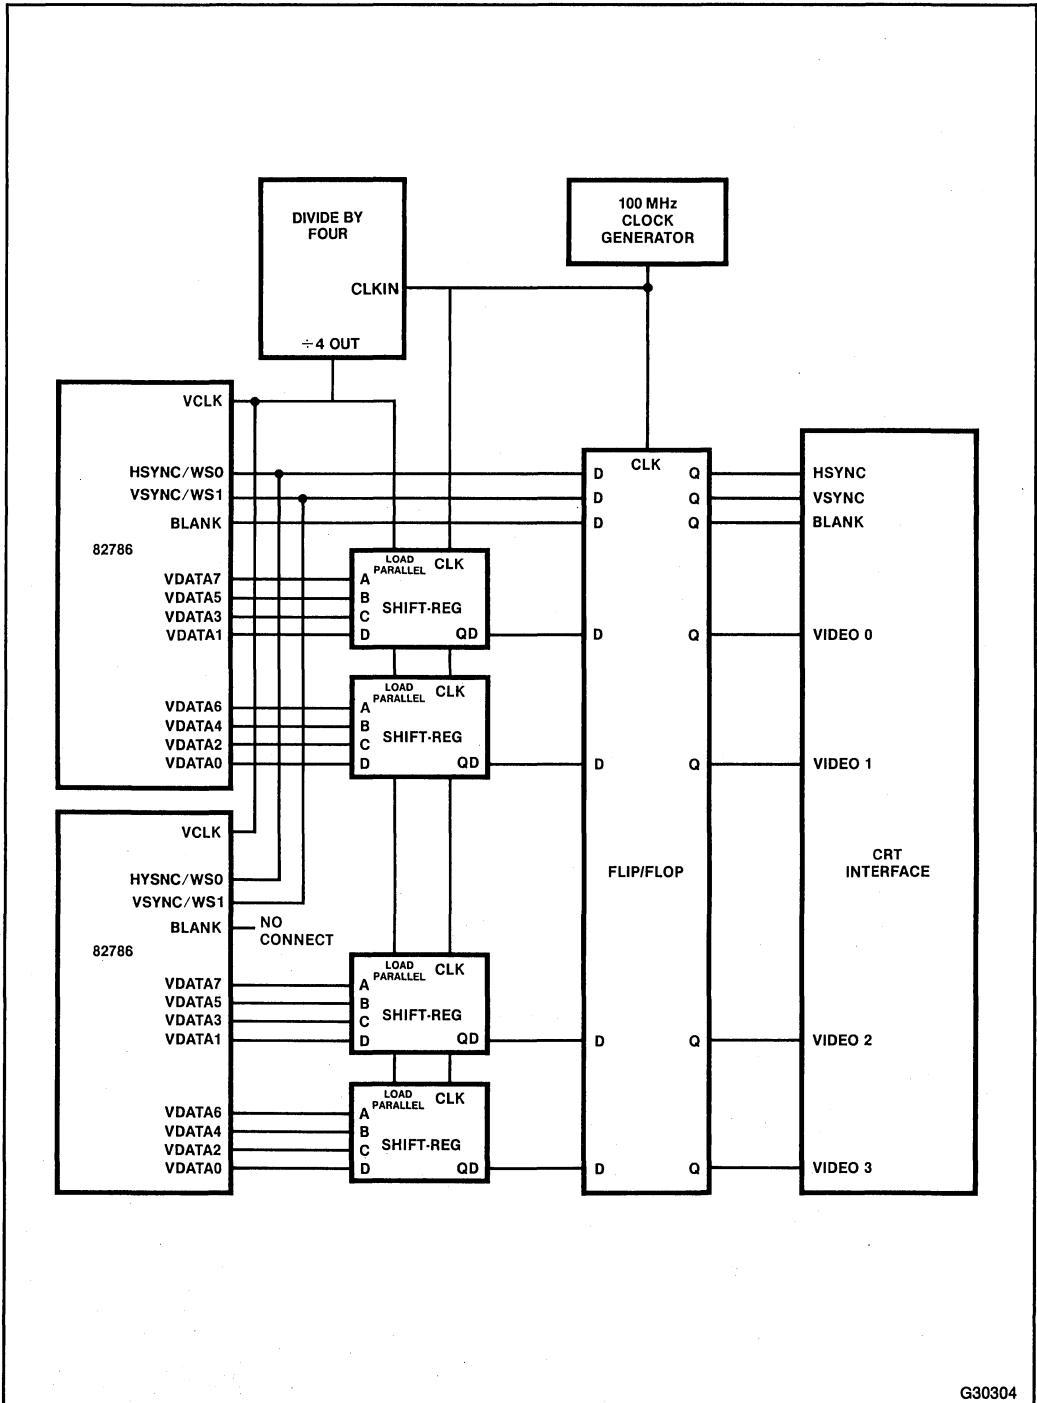 DIVIDE BY
FOUR
CLKIN
÷4 OUT
100 MHz
CLOCK
GENERATOR
82786
VCLK
HSYNC/WS0
VSYNC/WS1
BLANK
VDATA7
VDATA5
VDATA3
VDATA1
VDATA6
VDATA4
VDATA2
VDATA0
LOAD
PARALLEL
CLK
A
B
C
D
SHIFT-REG
QD
LOAD
PARALLEL
CLK
A
B
C
D
SHIFT-REG
QD
82786
VCLK
HYSNC/WS0
VSYNC/WS1
BLANK
NO
CONNECT
VDATA7
VDATA5
VDATA3
VDATA1
VDATA6
VDATA4
VDATA2
VDATA0
LOAD
PARALLEL
CLK
A
B
C
D
SHIFT-REG
QD
LOAD
PARALLEL
CLK
A
B
C
D
SHIFT-REG
QD
CLK
D Q
D Q
D Q
D Q
D Q
FLIP/FLOP
D Q
D Q
HSYNC
VSYNC
BLANK
VIDEO 0
VIDEO 1
CRT
INTERFACE
VIDEO 2
VIDEO 3
G30304